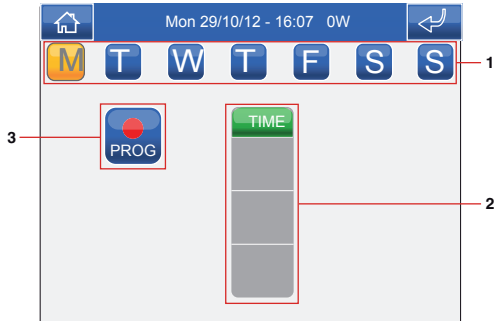 Mon 29/10/12 - 16:07 0W
M T W T F S S
1
3
PROG
TIME
2